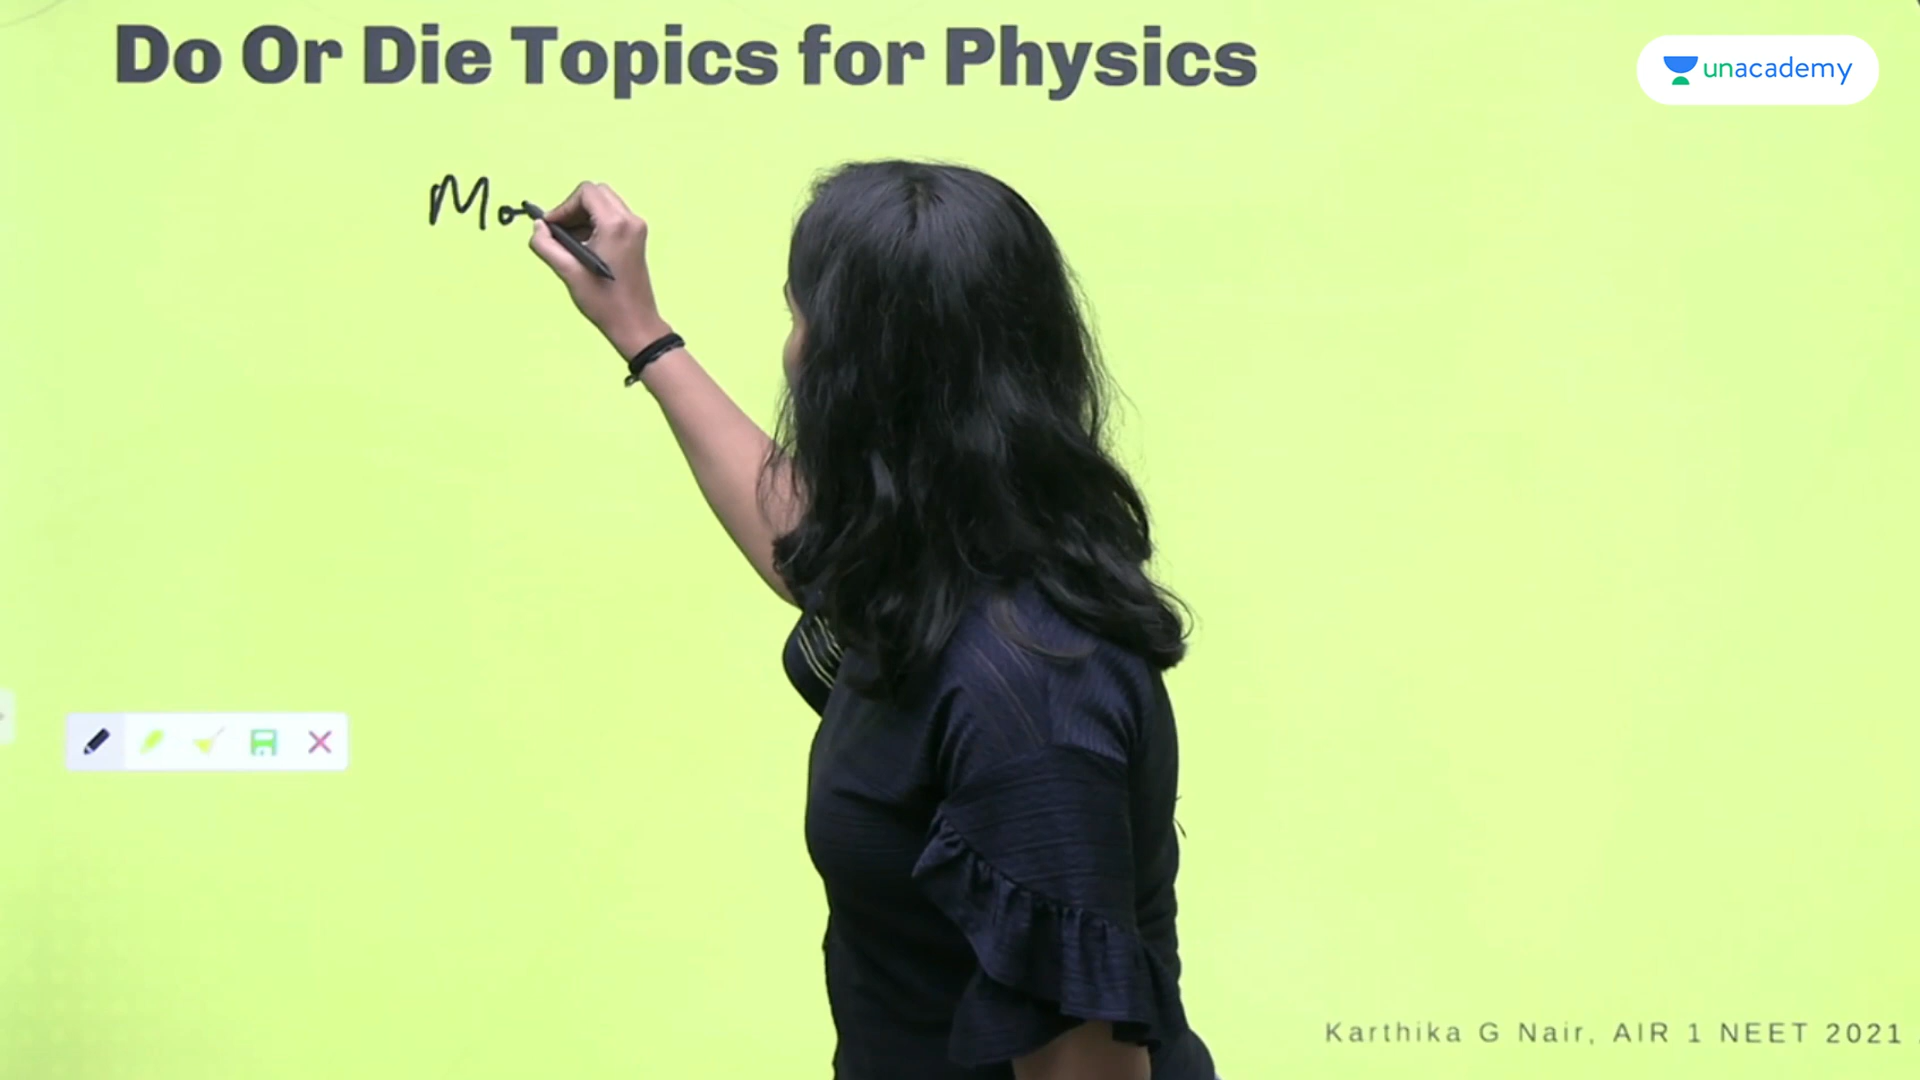 Do Or Die Topics for Physics
unacademy
Mo
Karthika G Nair, AIR 1 NEET 2021